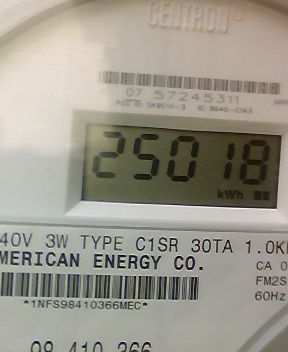 CENTRON
07 57245311
25018
kWh
40V 3W TYPE C1SR 30TA 1.0K
MERICAN ENERGY CO.
CA 0
FM2S
60Hz
*1NFS98410366MEC*
98 410 366